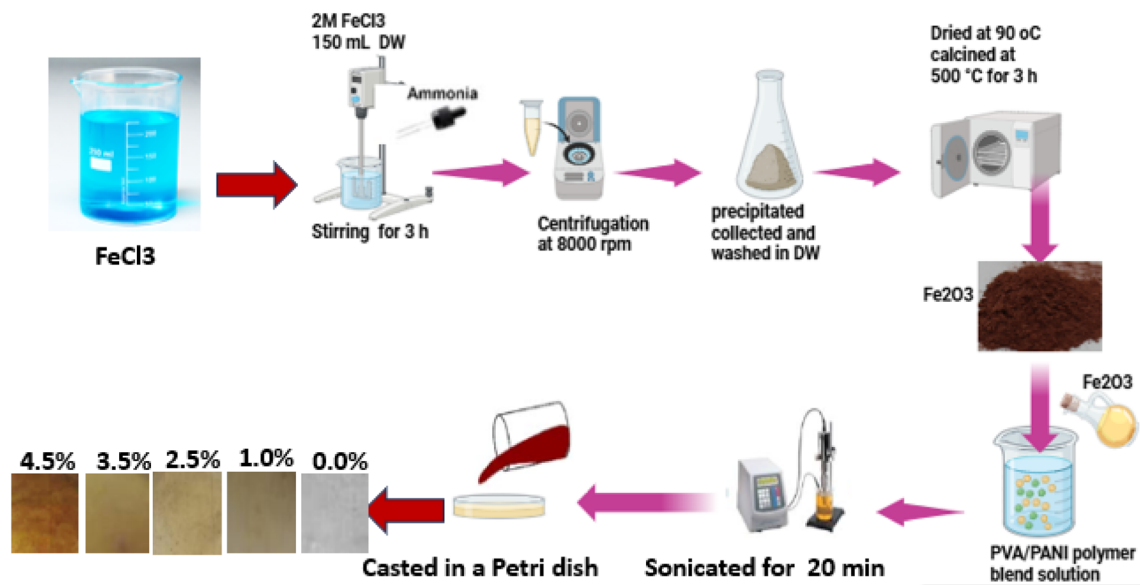 FeCl3
2M FeCl3
150 mL DW
Ammonia
Stirring for 3 h
Centrifugation
at 8000 rpm
precipitated
collected and
washed in DW
Dried at 90 oC
calcined at
500 °C for 3 h
Fe2O3
Fe2O3
PVA/PANI polymer
blend solution
Sonicated for 20 min
Casted in a Petri dish
4.5%
3.5%
2.5%
1.0%
0.0%